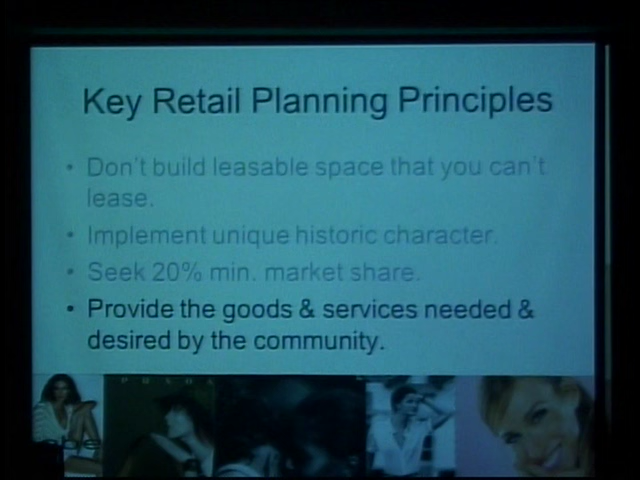 Key Retail Planning Principles
• Don't build leasable space that you can't
lease.
• Implement unique historic character.
• Seek 20% min. market share.
• Provide the goods & services needed &
desired by the community.
PRADA